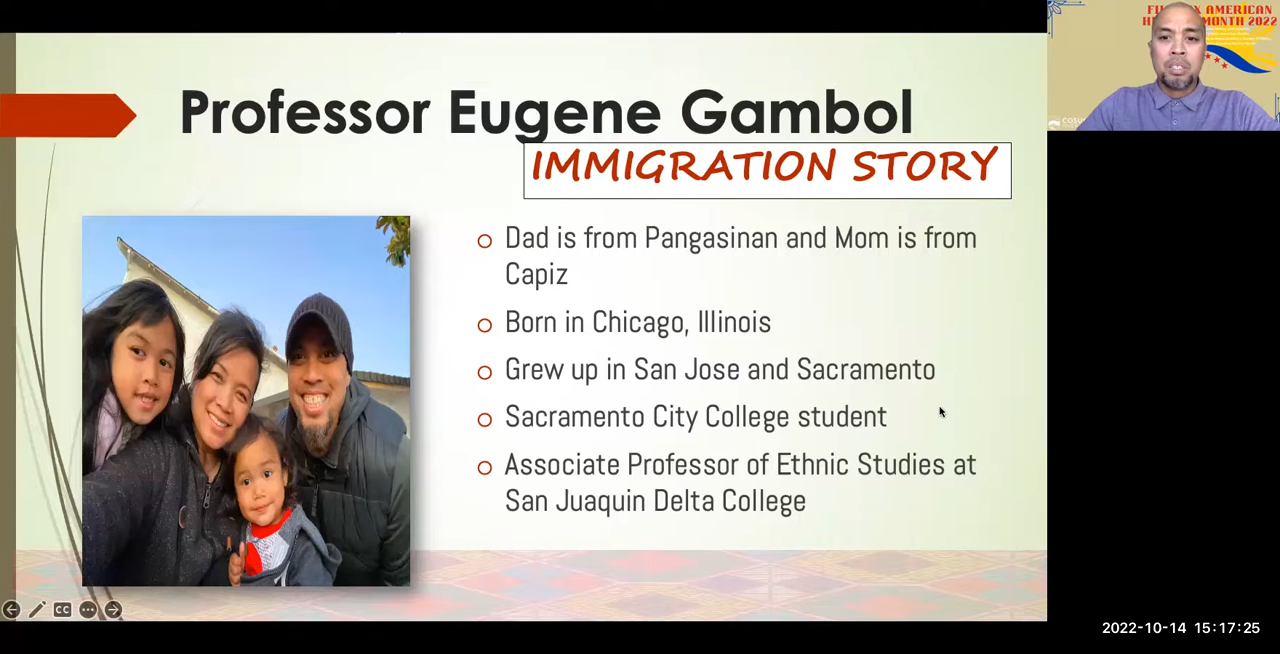 Professor Eugene Gambol
IMMIGRATION STORY
Dad is from Pangasinan and Mom is from
Capiz
Born in Chicago, Illinois
Grew up in San Jose and Sacramento
Sacramento City College student
Associate Professor of Ethnic Studies at
San Juaquin Delta College
CC
2022-10-14 15:17:25